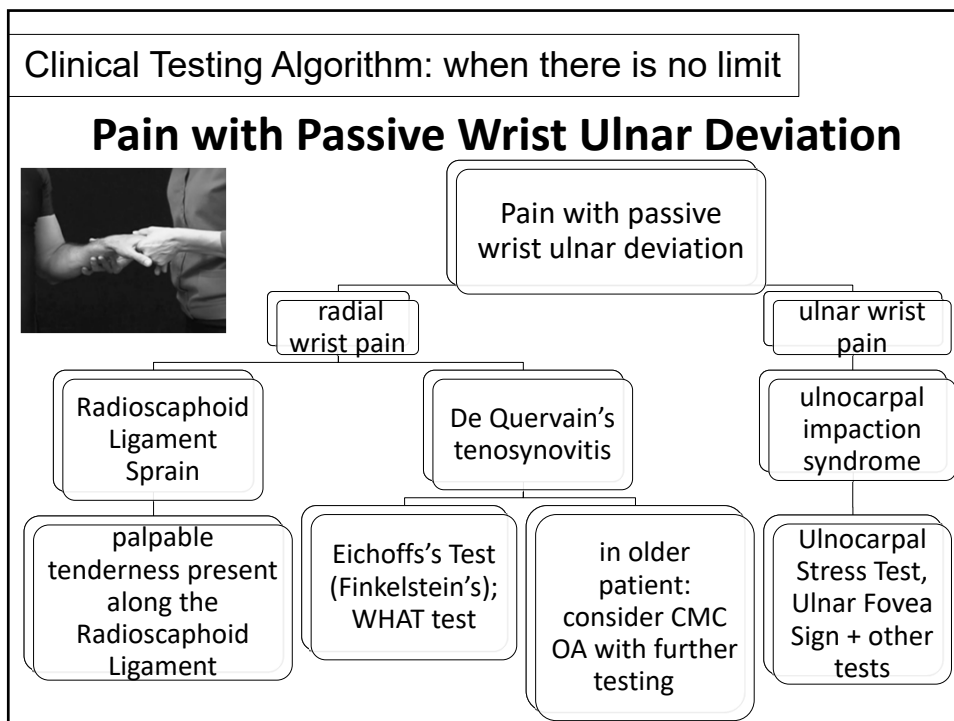 Clinical Testing Algorithm: when there is no limit
Pain with Passive Wrist Ulnar Deviation
Pain with passive
wrist ulnar deviation
radial
wrist pain
ulnar wrist
pain
Radioscaphoid
Ligament
Sprain
De Quervain’s
tenosynovitis
ulnocarpal
impaction
syndrome
palpable
tenderness present
along the
Radioscaphoid
Ligament
Eichoffs’s Test
(Finkelstein’s);
WHAT test
in older
patient:
consider CMC
OA with further
testing
Ulnocarpal
Stress Test,
Ulnar Fovea
Sign + other
tests